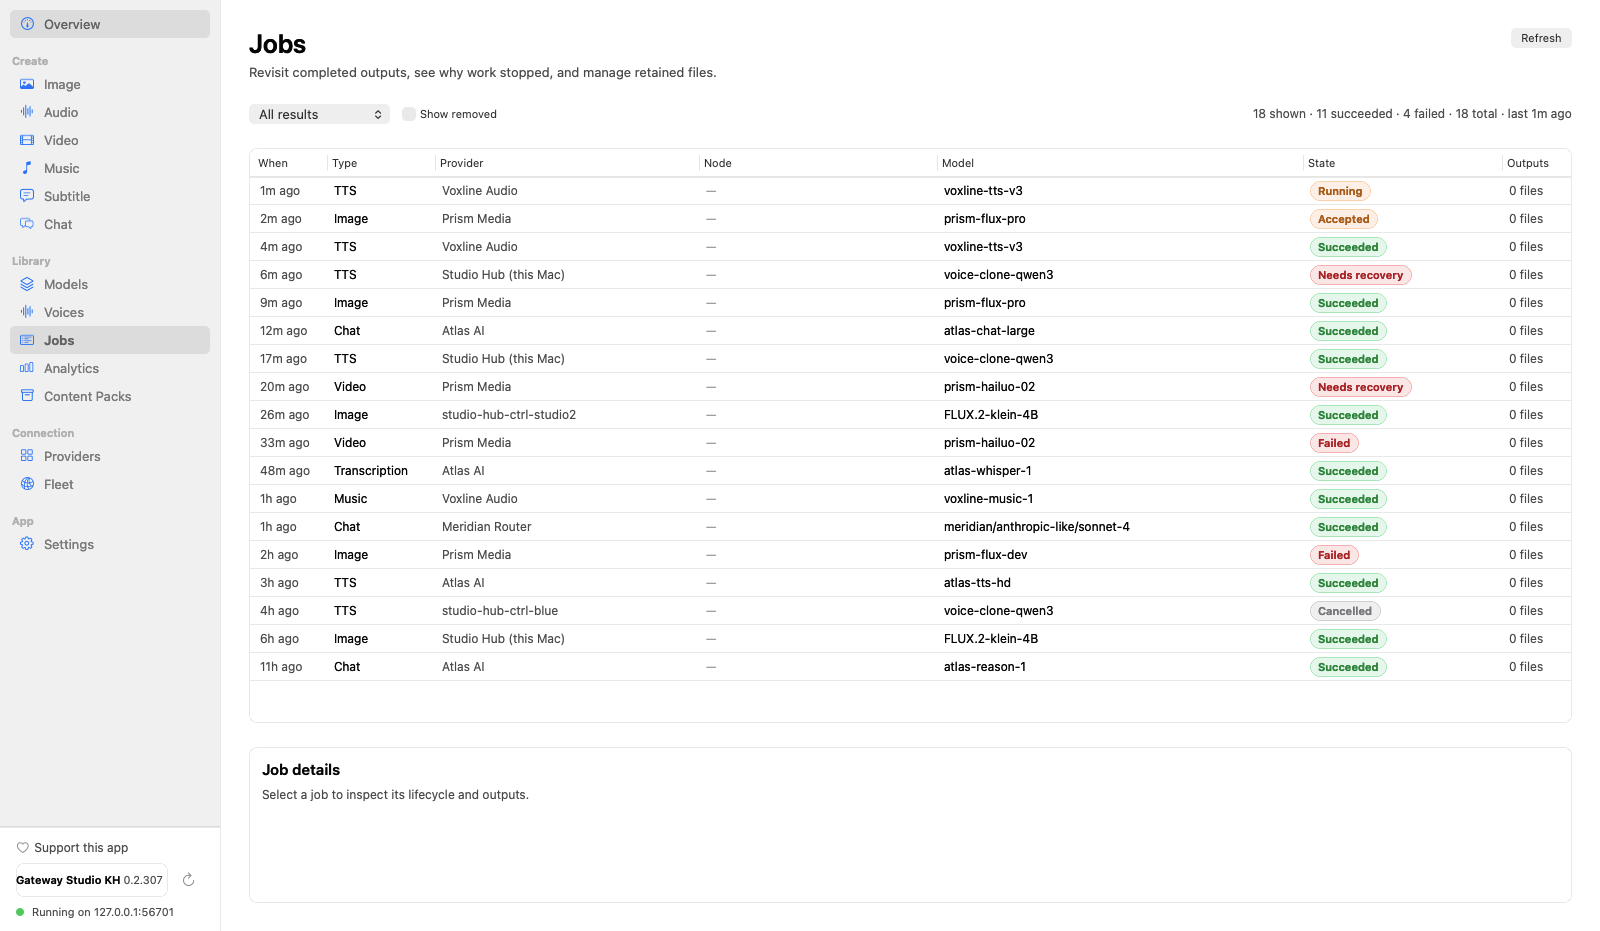 Overview
Create
Image
Audio
Video
Music
Subtitle
Chat
Library
Models
Voices
Jobs
Analytics
Content Packs
Connection
Providers
Fleet
App
Settings
Support this app
Gateway Studio KH 0.2.307
Running on 127.0.0.1:56701
Jobs
Refresh
Revisit completed outputs, see why work stopped, and manage retained files.
All results Show removed 18 shown · 11 succeeded · 4 failed · 18 total · last 1m ago
When Type Provider Node Model State Outputs
1m ago TTS Voxline Audio — voxline-tts-v3 Running 0 files
2m ago Image Prism Media — prism-flux-pro Accepted 0 files
4m ago TTS Voxline Audio — voxline-tts-v3 Succeeded 0 files
6m ago TTS Studio Hub (this Mac) — voice-clone-qwen3 Needs recovery 0 files
9m ago Image Prism Media — prism-flux-pro Succeeded 0 files
12m ago Chat Atlas AI — atlas-chat-large Succeeded 0 files
17m ago TTS Studio Hub (this Mac) — voice-clone-qwen3 Succeeded 0 files
20m ago Video Prism Media — prism-hailuo-02 Needs recovery 0 files
26m ago Image studio-hub-ctrl-studio2 — FLUX.2-klein-4B Succeeded 0 files
33m ago Video Prism Media — prism-hailuo-02 Failed 0 files
48m ago Transcription Atlas AI — atlas-whisper-1 Succeeded 0 files
1h ago Music Voxline Audio — voxline-music-1 Succeeded 0 files
1h ago Chat Meridian Router — meridian/anthropic-like/sonnet-4 Succeeded 0 files
2h ago Image Prism Media — prism-flux-dev Failed 0 files
3h ago TTS Atlas AI — atlas-tts-hd Succeeded 0 files
4h ago TTS studio-hub-ctrl-blue — voice-clone-qwen3 Cancelled 0 files
6h ago Image Studio Hub (this Mac) — FLUX.2-klein-4B Succeeded 0 files
11h ago Chat Atlas AI — atlas-reason-1 Succeeded 0 files
Job details
Select a job to inspect its lifecycle and outputs.